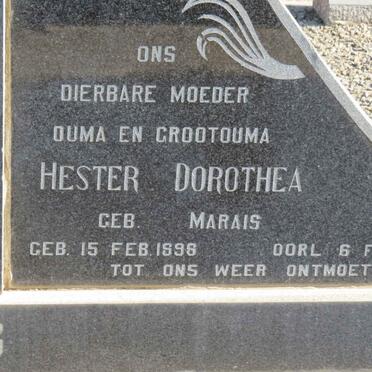 ONS
DIERBARE MOEDER
OUMA EN GROOTOUMA
HESTER DOROTHEA
GEB. MARAIS
GEB. 15 FEB. 1898 OORL 6 F
TOT ONS WEER ONTMOET